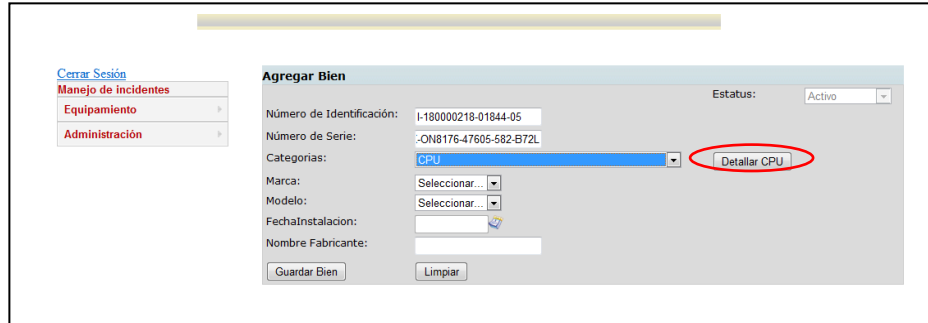 Cerrar Sesión
Manejo de incidentes
Equipamiento
Administración
Agregar Bien
Estatus: Activo
Número de Identificación: I-180000218-01844-05
Número de Serie: -ON8176-47605-582-B72L
Categorias: CPU Detallar CPU
Marca: Seleccionar...
Modelo: Seleccionar...
FechaInstalacion:
Nombre Fabricante:
Guardar Bien Limpiar